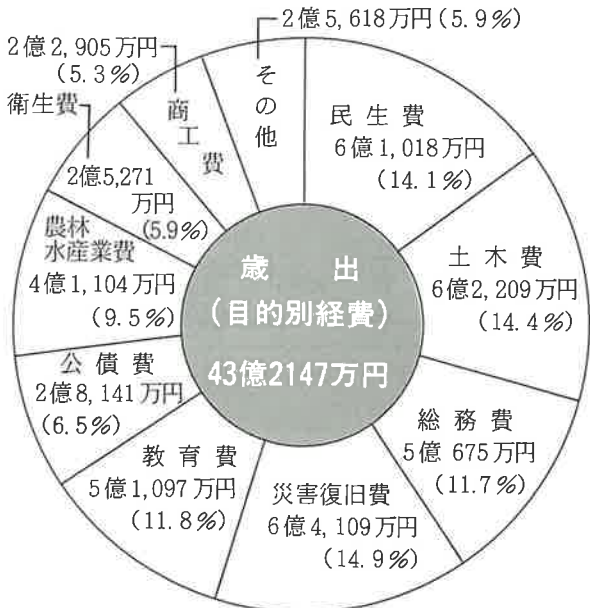 2億5,618万円(5.9%)
その他
民生費
6億1,018万円
(14.1%)
土木費
6億2,209万円
(14.4%)
総務費
5億675万円
(11.7%)
災害復旧費
6億4,109万円
(14.9%)
教育費
5億1,097万円
(11.8%)
公債費
2億8,141万円
(6.5%)
農林
水産業費
4億1,104万円
(9.5%)
衛生費
2億5,271
万円
(5.9%)
2億2,905万円
(5.3%)
商工費
歳出
(目的別経費)
43億2147万円